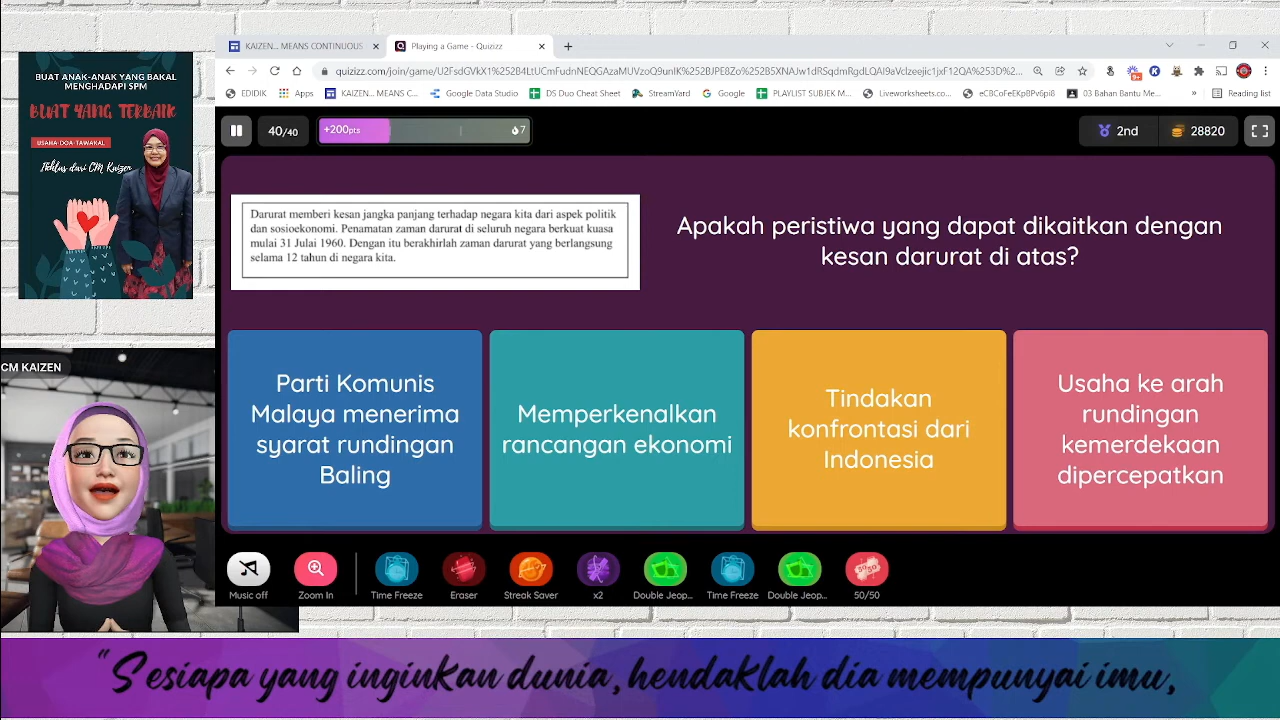 BUAT ANAK-ANAK YANG BAKAL
MENGHADAPI SPM
BUAT YANG TERBAIK
USAHA-DOA-TAWAKAL
Ikhlas dari CM Kaizen
CM KAIZEN
KAIZEN... MEANS CONTINUOUS
Playing a Game - Quizizz
EDIDIK
Apps
KAIZEN... MEANS C...
Google Data Studio
DS Duo Cheat Sheet
StreamYard
Google
PLAYLIST SUBJEK M...
Liveworksheets.co...
03 Bahan Bantu Me...
»
Reading list
40/40
+200pts
7
2nd
28820
Darurat memberi kesan jangka panjang terhadap negara kita dari aspek politik
dan sosioekonomi. Penamatan zaman darurat di seluruh negara berkuat kuasa
mulai 31 Julai 1960. Dengan itu berakhirlah zaman darurat yang berlangsung
selama 12 tahun di negara kita.
Apakah peristiwa yang dapat dikaitkan dengan
kesan darurat di atas?
Parti Komunis
Malaya menerima
syarat rundingan
Baling
Memperkenalkan
rancangan ekonomi
Tindakan
konfrontasi dari
Indonesia
Usaha ke arah
rundingan
kemerdekaan
dipercepatkan
Music off
Zoom In
Time Freeze
Eraser
Streak Saver
x2
Double Jeop...
Time Freeze
Double Jeop...
50/50
"Sesiapa yang inginkan dunia, hendaklah dia mempunyai imu,